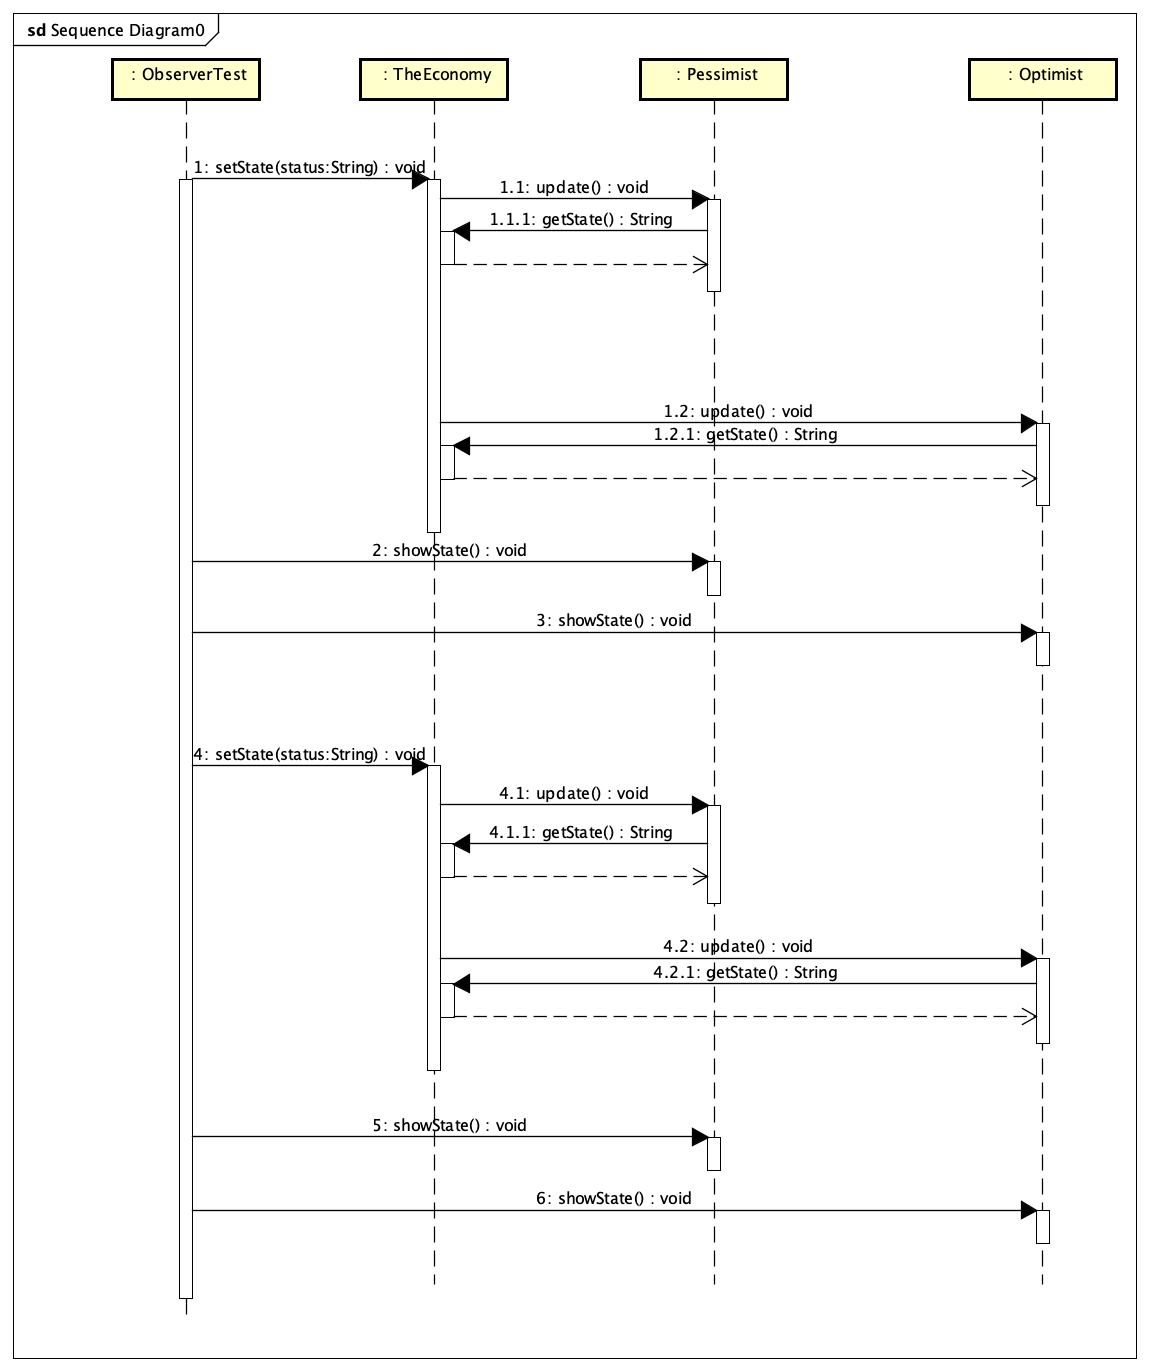 sd Sequence Diagram0
: ObserverTest
: TheEconomy
: Pessimist
: Optimist
1: setState(status:String) : void
1.1: update() : void
1.1.1: getState() : String
1.2: update() : void
1.2.1: getState() : String
2: showState() : void
3: showState() : void
4: setState(status:String) : void
4.1: update() : void
4.1.1: getState() : String
4.2: update() : void
4.2.1: getState() : String
5: showState() : void
6: showState() : void